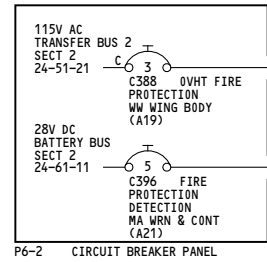 115V AC
TRANSFER BUS 2
SECT 2
24-51-21
C
3
C388 OVHT FIRE
PROTECTION
WW WING BODY
(A19)
28V DC
BATTERY BUS
SECT 2
24-61-11
5
C396 FIRE
PROTECTION
DETECTION
MA WRN & CONT
(A21)
P6-2 CIRCUIT BREAKER PANEL